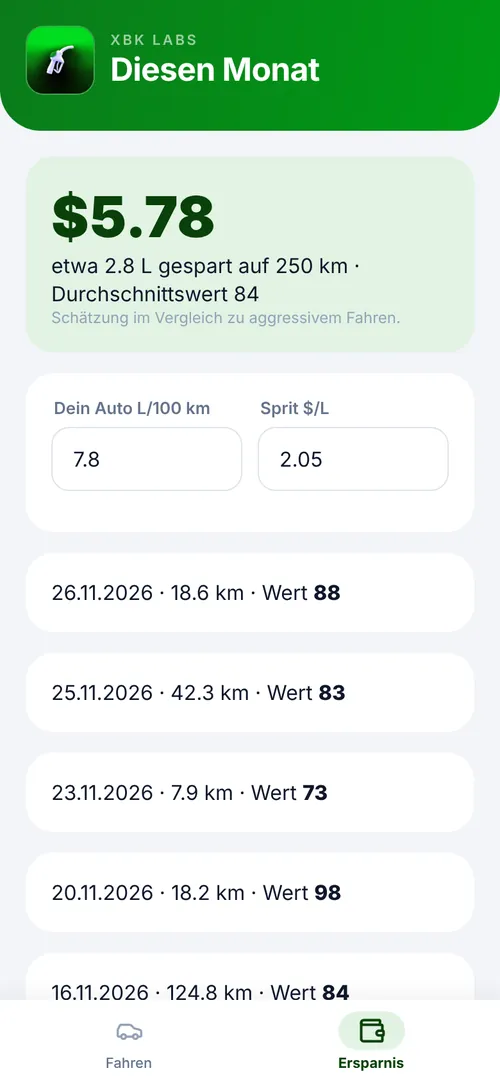 XBK LABS
Diesen Monat
$5.78
etwa 2.8 L gespart auf 250 km ·
Durchschnittswert 84
Schätzung im Vergleich zu aggressivem Fahren.
Dein Auto L/100 km
Sprit $/L
7.8
2.05
26.11.2026 · 18.6 km · Wert 88
25.11.2026 · 42.3 km · Wert 83
23.11.2026 · 7.9 km · Wert 73
20.11.2026 · 18.2 km · Wert 98
16.11.2026 · 124.8 km · Wert 84
Fahren
Ersparnis